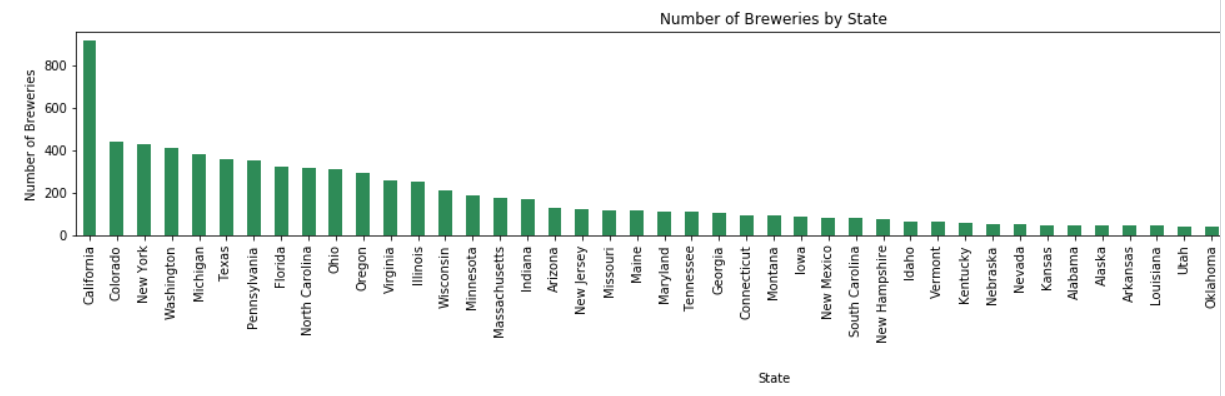 Number of Breweries by State
Number of Breweries
800
600
400
200
0
California
Colorado
New York
Washington
Michigan
Texas
Pennsylvania
Florida
North Carolina
Ohio
Oregon
Virginia
Illinois
Wisconsin
Minnesota
Massachusetts
Indiana
Arizona
New Jersey
Missouri
Maine
Maryland
Tennessee
Georgia
Connecticut
Montana
Iowa
New Mexico
South Carolina
New Hampshire
Idaho
Vermont
Kentucky
Nebraska
Nevada
Kansas
Alabama
Alaska
Arkansas
Louisiana
Utah
Oklahoma
State